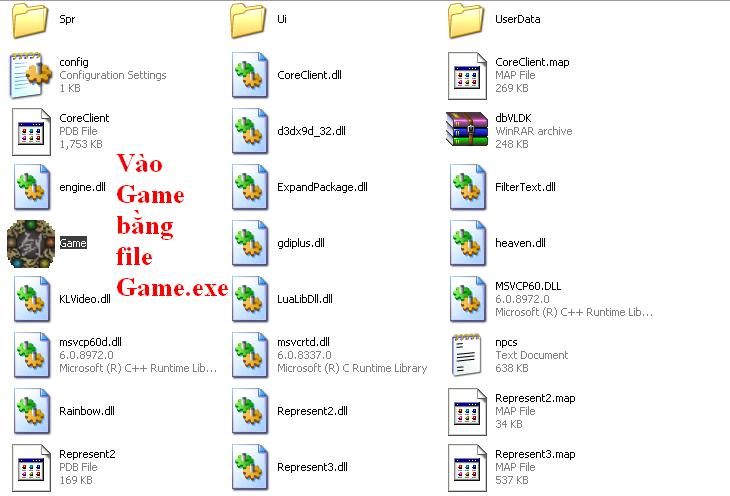 Spr
Ui
UserData
config
Configuration Settings
1 KB
CoreClient.dll
CoreClient.map
MAP File
269 KB
CoreClient
PDB File
1,753 KB
d3dx9d_32.dll
dbVLDK
WinRAR archive
248 KB
engine.dll
ExpandPackage.dll
FilterText.dll
Game
gdiplus.dll
heaven.dll
Vào
Game
bằng
file
Game.exe
KLVideo.dll
LuaLibDll.dll
MSVCP60.DLL
6.0.8972.0
Microsoft (R) C++ Runtime Lib...
msvcp60d.dll
6.0.8972.0
Microsoft (R) C++ Runtime Lib...
msvcrtd.dll
6.0.8337.0
Microsoft (R) C Runtime Library
npcs
Text Document
638 KB
Rainbow.dll
Represent2.dll
Represent2.map
MAP File
34 KB
Represent2
PDB File
169 KB
Represent3.dll
Represent3.map
MAP File
537 KB